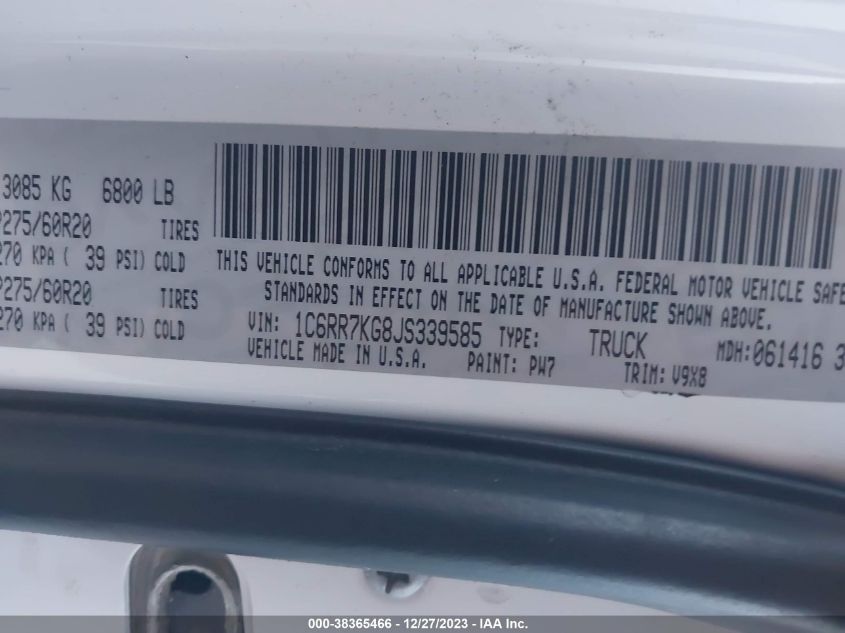 3085 KG 6800 LB
P275/60R20 TIRES
270 KPA ( 39 PSI) COLD
P275/60R20 TIRES
270 KPA ( 39 PSI) COLD
THIS VEHICLE CONFORMS TO ALL APPLICABLE U.S.A. FEDERAL MOTOR VEHICLE SAFE
STANDARDS IN EFFECT ON THE DATE OF MANUFACTURE SHOWN ABOVE.
VIN: 1C6RR7KG8JS339585 TYPE: TRUCK MDH:061416 3
VEHICLE MADE IN U.S.A. PAINT: PW7 TRIM: V9X8
000-38365466 - 12/27/2023 - IAA Inc.